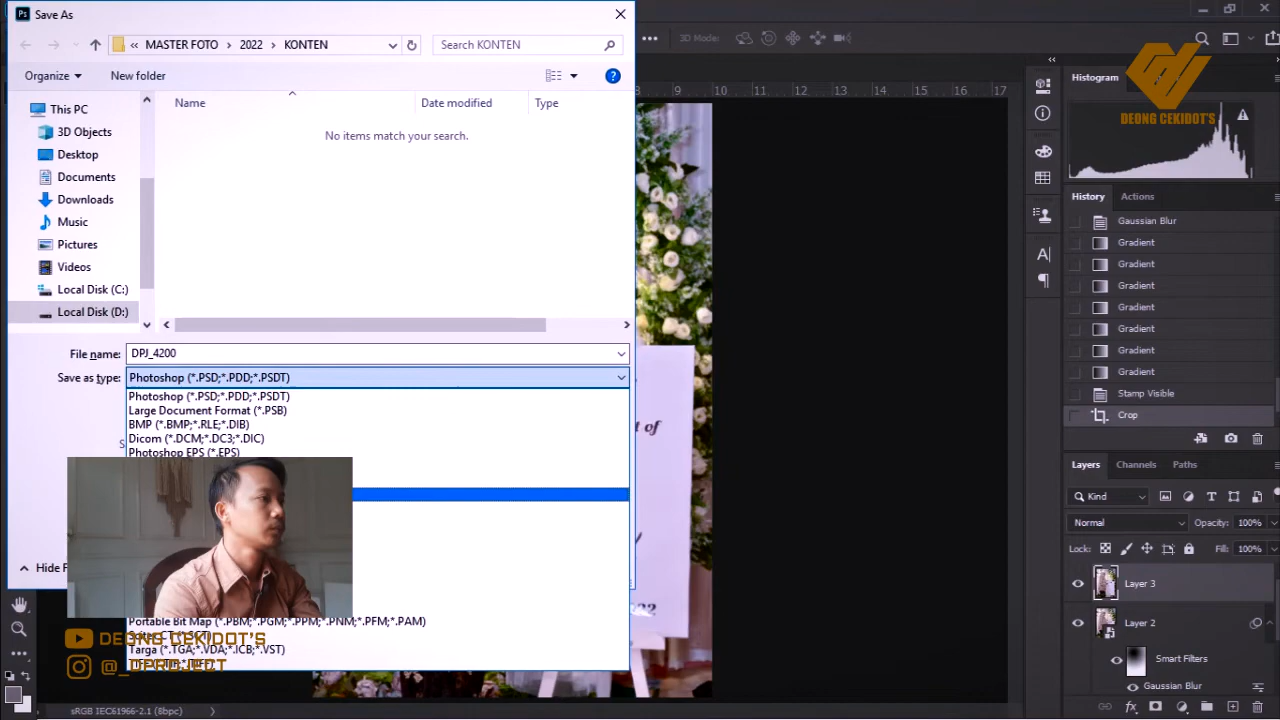 Save As
3D Mode:
MASTER FOTO
2022
KONTEN
Search KONTEN
Organize
New folder
8 9 10 11 12 13 14 15 16 17
Histogram
DEONG CEKIDOT'S
This PC
3D Objects
Desktop
Documents
Downloads
Music
Pictures
Videos
Local Disk (C:)
Local Disk (D:)
Name
Date modified
Type
No items match your search.
History
Actions
Gaussian Blur
Gradient
Gradient
Gradient
Gradient
Gradient
Gradient
Gradient
Stamp Visible
Crop
File name:
DPJ_4200
Save as type:
Photoshop (*.PSD;*.PDD;*.PSDT)
Photoshop (*.PSD;*.PDD;*.PSDT)
Large Document Format (*.PSB)
BMP (*.BMP;*.RLE;*.DIB)
Dicom (*.DCM;*.DC3;*.DIC)
Photoshop EPS (*.EPS)
Portable Bit Map (*.PBM;*.PGM;*.PPM;*.PNM;*.PFM;*.PAM)
Targa (*.TGA;*.VDA;*.ICB;*.VST)
Hide F
of
DEONG CEKIDOT'S
@_DPROJECT
Layers
Channels
Paths
Kind
Normal
Opacity: 100%
Lock:
Fill: 100%
Layer 3
Layer 2
Smart Filters
Gaussian Blur
sRGB IEC61966-2.1 (8bpc)